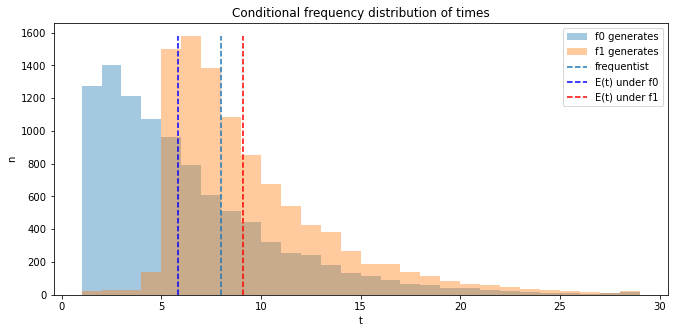 Conditional frequency distribution of times
f0 generates
f1 generates
frequentist
E(t) under f0
E(t) under f1
n
1600
1400
1200
1000
800
600
400
200
0
0 5 10 15 20 25 30
t